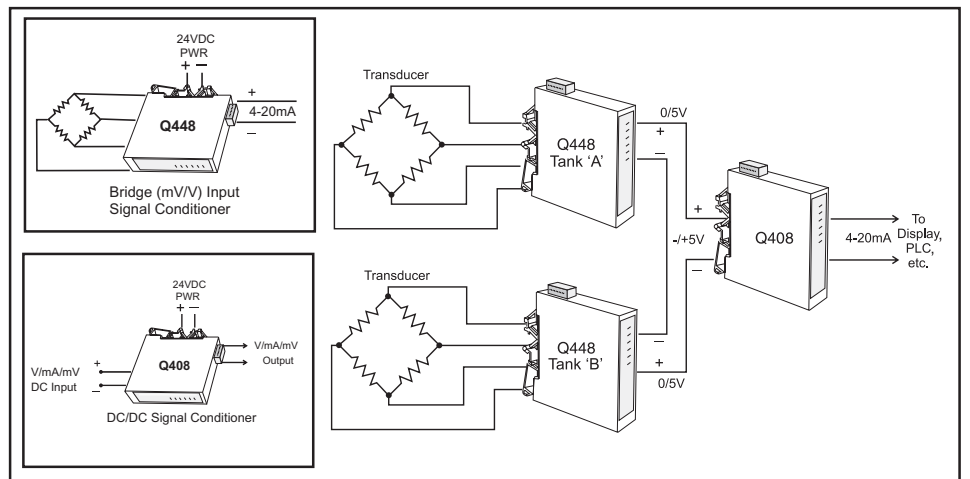 24VDC
PWR
+ −
Q448
+
4-20mA
−
Bridge (mV/V) Input
Signal Conditioner
24VDC
PWR
+ −
Q408
V/mA/mV
Output
+
V/mA/mV
DC Input
−
DC/DC Signal Conditioner
Transducer
Q448
Tank ‘A’
0/5V
+
−
Transducer
Q448
Tank ‘B’
−
+
0/5V
+
-/+5V
−
Q408
4-20mA
To
Display,
PLC,
etc.